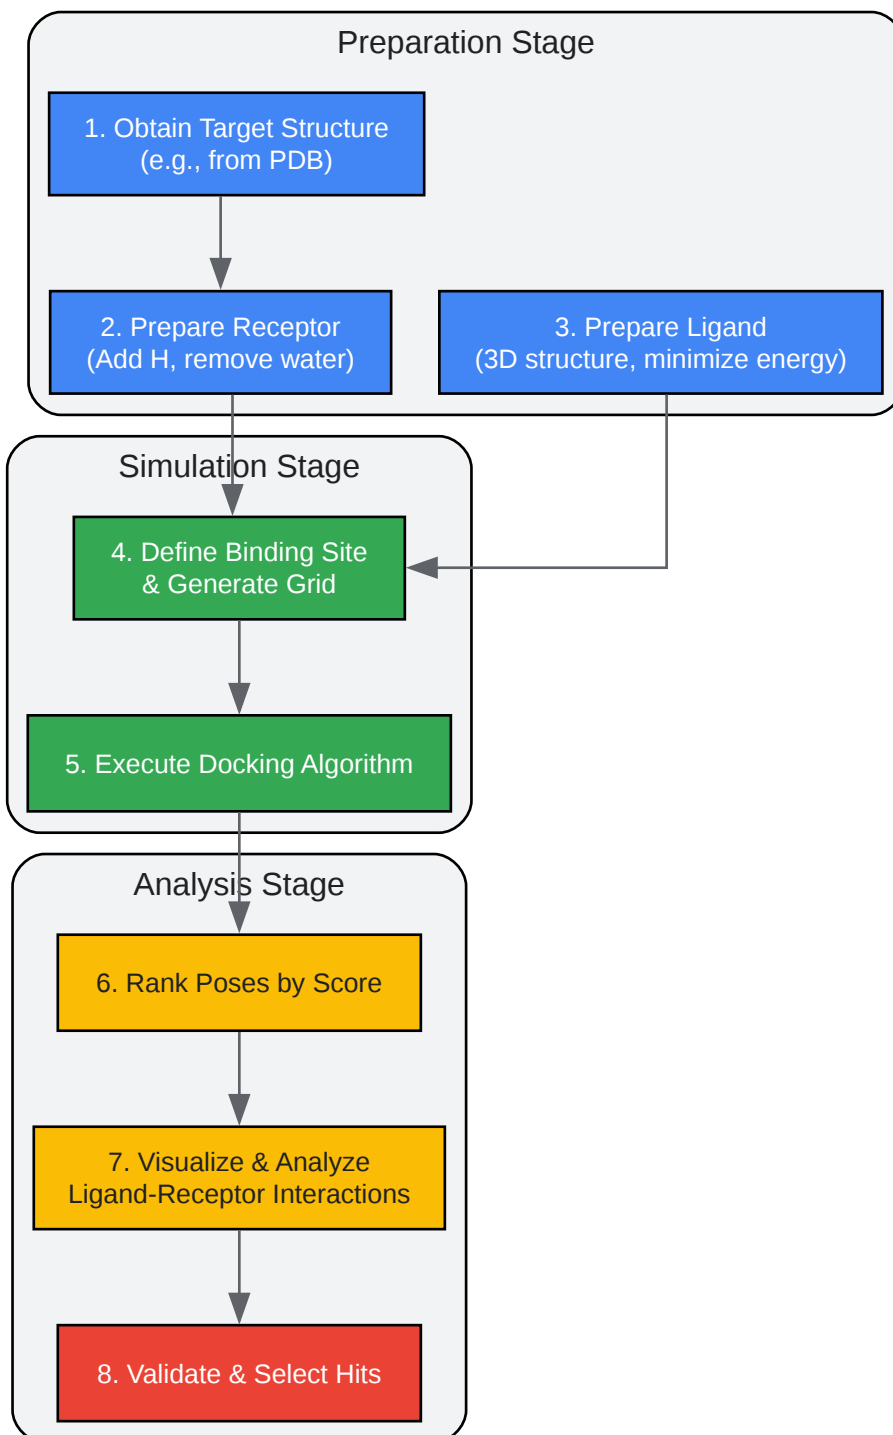 Preparation Stage
1. Obtain Target Structure
(e.g., from PDB)
2. Prepare Receptor
(Add H, remove water)
3. Prepare Ligand
(3D structure, minimize energy)
Simulation Stage
4. Define Binding Site
& Generate Grid
5. Execute Docking Algorithm
Analysis Stage
6. Rank Poses by Score
7. Visualize & Analyze
Ligand-Receptor Interactions
8. Validate & Select Hits